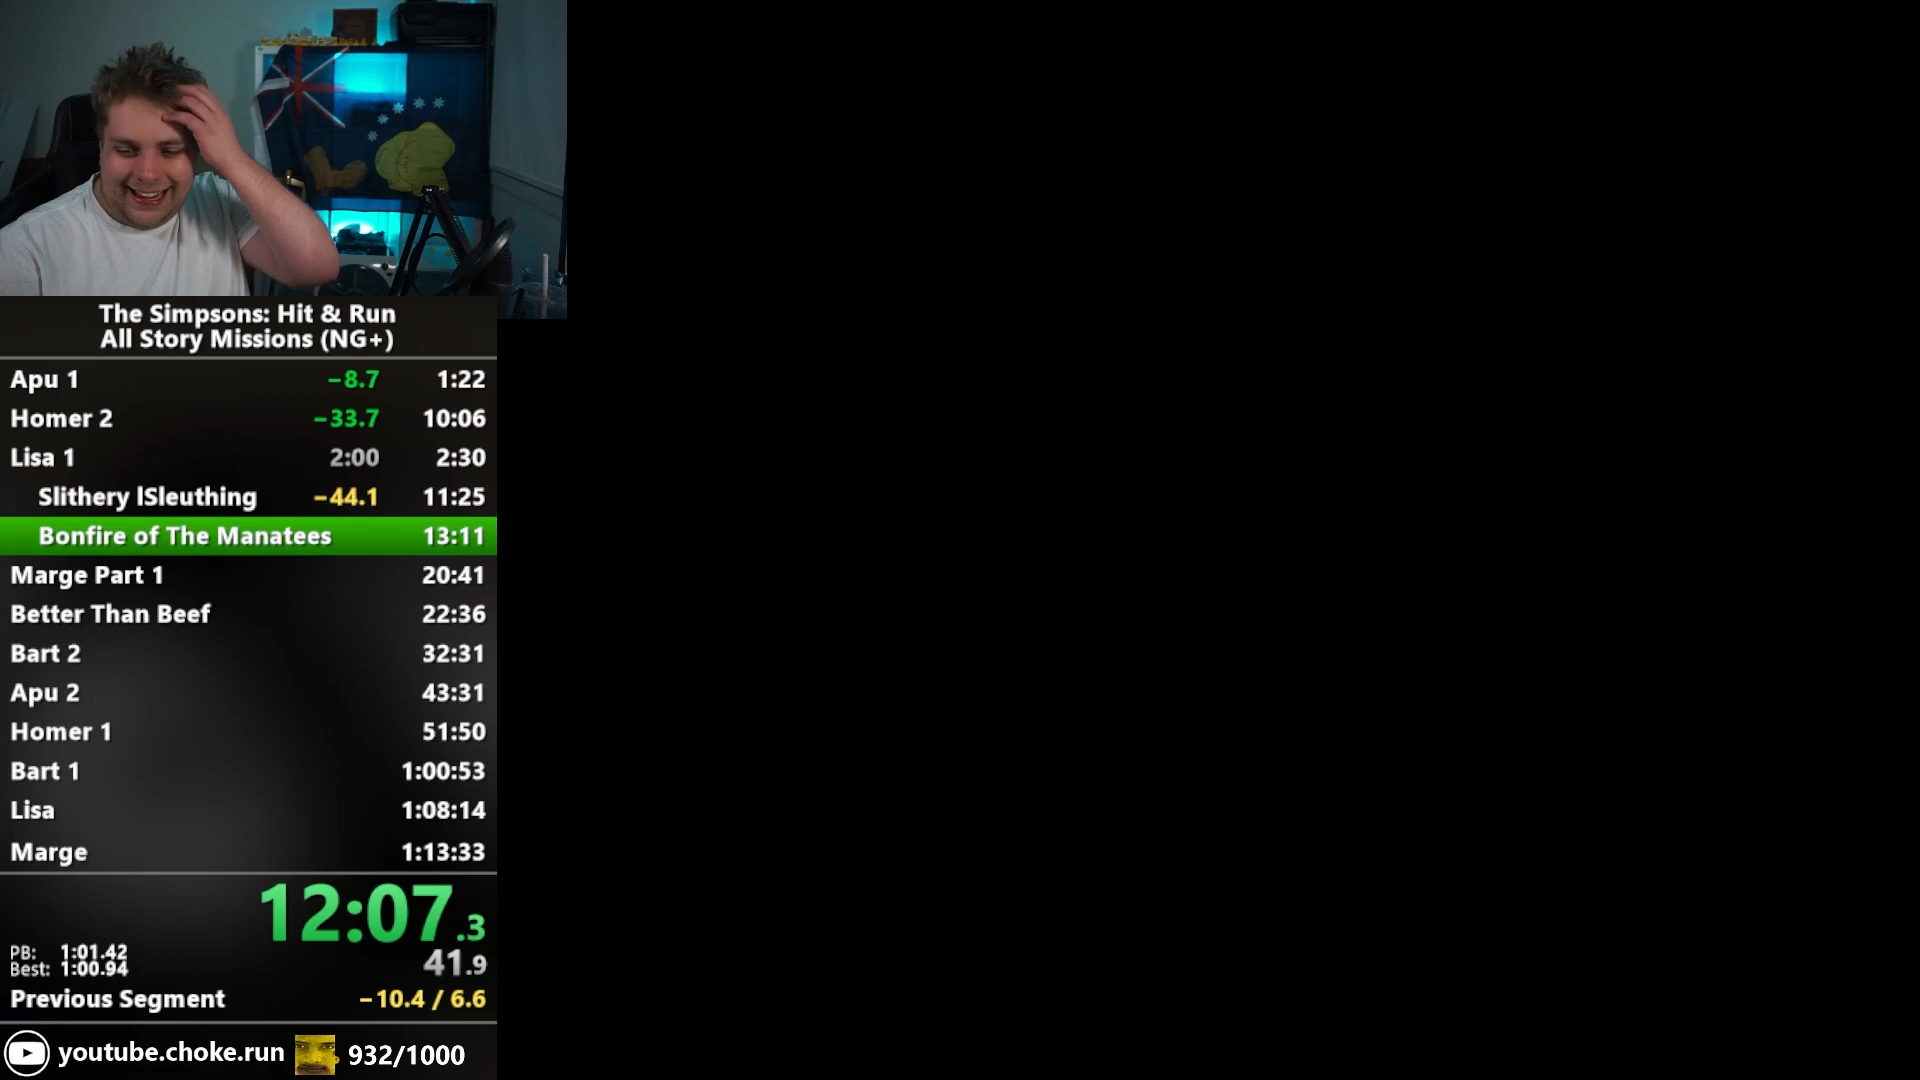 The Simpsons: Hit & Run
All Story Missions (NG+)
Apu 1 −8.7 1:22
Homer 2 −33.7 10:06
Lisa 1 2:00 2:30
Slithery lSleuthing −44.1 11:25
Bonfire of The Manatees 13:11
Marge Part 1 20:41
Better Than Beef 22:36
Bart 2 32:31
Apu 2 43:31
Homer 1 51:50
Bart 1 1:00:53
Lisa 1:08:14
Marge 1:13:33
12:07.3
PB: 1:01.42
Best: 1:00.94
41.9
Previous Segment −10.4 / 6.6
youtube.choke.run 932/1000